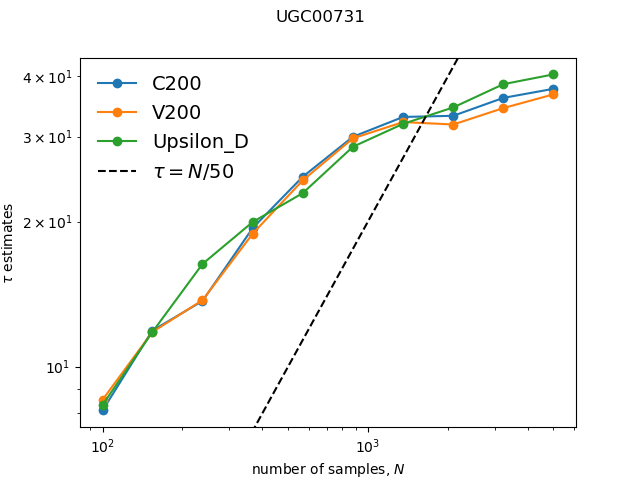 UGC00731
C200
V200
Upsilon_D
τ = N/50
4 × 10¹
3 × 10¹
2 × 10¹
10¹
τ estimates
10² 10³
number of samples, N